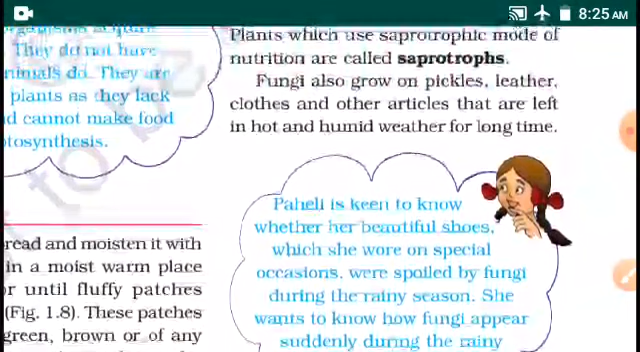 8:25 AM
organisms acquire
They do not have
nimals do. They are
plants as they lack
d cannot make food
tosynthesis.
read and moisten it with
in a moist warm place
r until fluffy patches
(Fig. 1.8). These patches
green, brown or of any
Plants which use saprotrophic mode of
nutrition are called saprotrophs.
Fungi also grow on pickles, leather,
clothes and other articles that are left
in hot and humid weather for long time.
Paheli is keen to know
whether her beautiful shoes,
which she wore on special
occasions, were spoiled by fungi
during the rainy season. She
wants to know how fungi appear
suddenly during the rainy